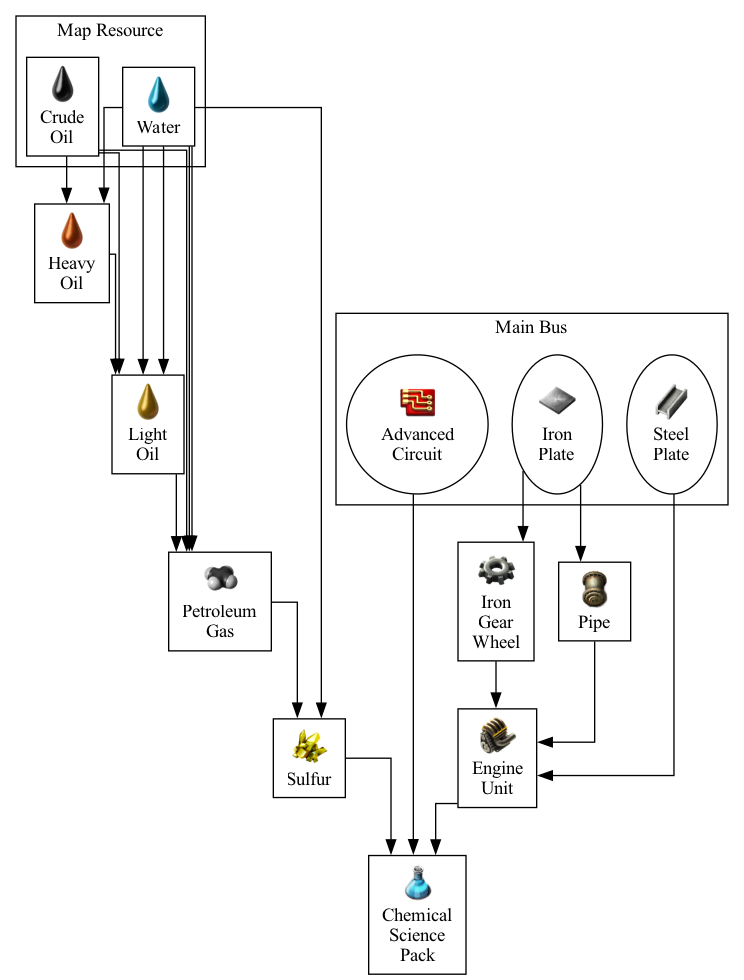 Map Resource
Crude
Oil
Water
Heavy
Oil
Main Bus
Advanced
Circuit
Iron
Plate
Steel
Plate
Light
Oil
Petroleum
Gas
Iron
Gear
Wheel
Pipe
Sulfur
Engine
Unit
Chemical
Science
Pack